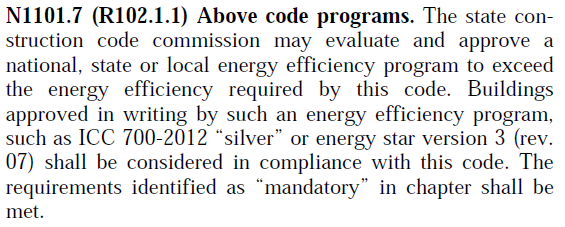 N1101.7 (R102.1.1) Above code programs. The state con-
struction code commission may evaluate and approve a
national, state or local energy efficiency program to exceed
the energy efficiency required by this code. Buildings
approved in writing by such an energy efficiency program,
such as ICC 700-2012 “silver” or energy star version 3 (rev.
07) shall be considered in compliance with this code. The
requirements identified as “mandatory” in chapter shall be
met.